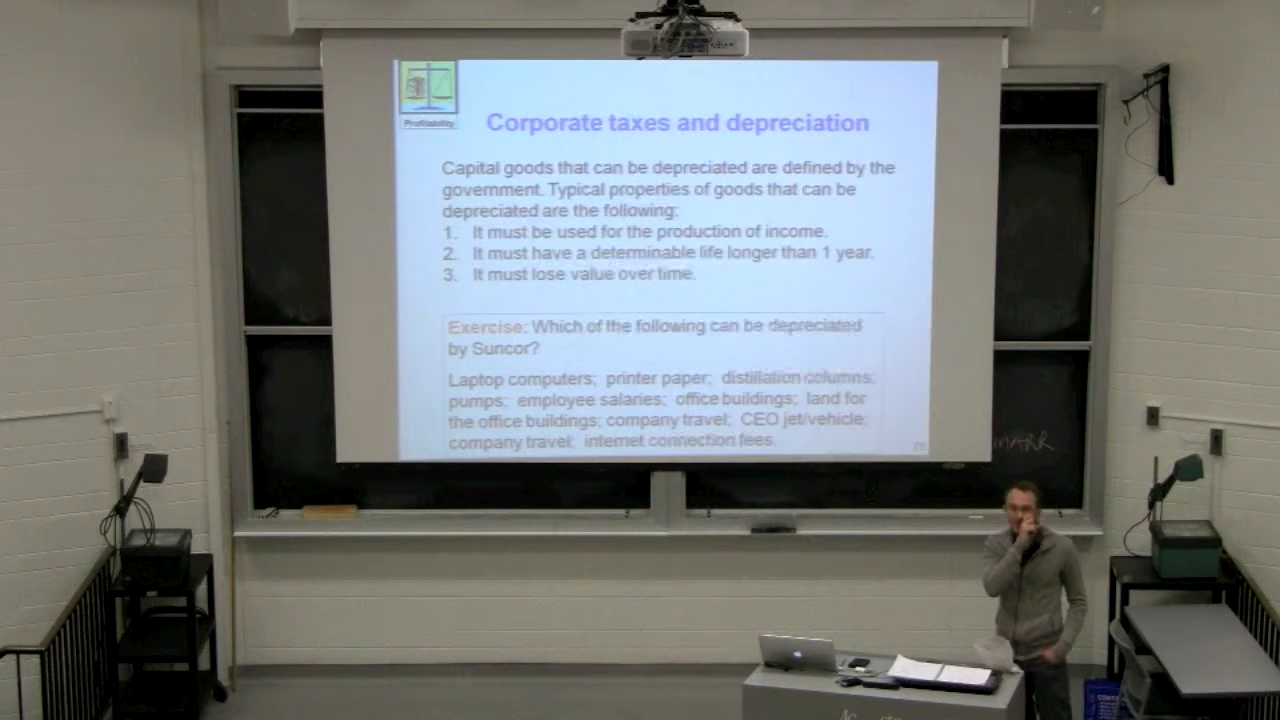 Profitability
Corporate taxes and depreciation
Capital goods that can be depreciated are defined by the
government. Typical properties of goods that can be
depreciated are the following:
1. It must be used for the production of income.
2. It must have a determinable life longer than 1 year.
3. It must lose value over time.
Exercise: Which of the following can be depreciated
by Suncor?
Laptop computers; printer paper; distillation columns;
pumps; employee salaries; office buildings; land for
the office buildings; company travel; CEO jet/vehicle;
company travel; internet connection fees.
MARR